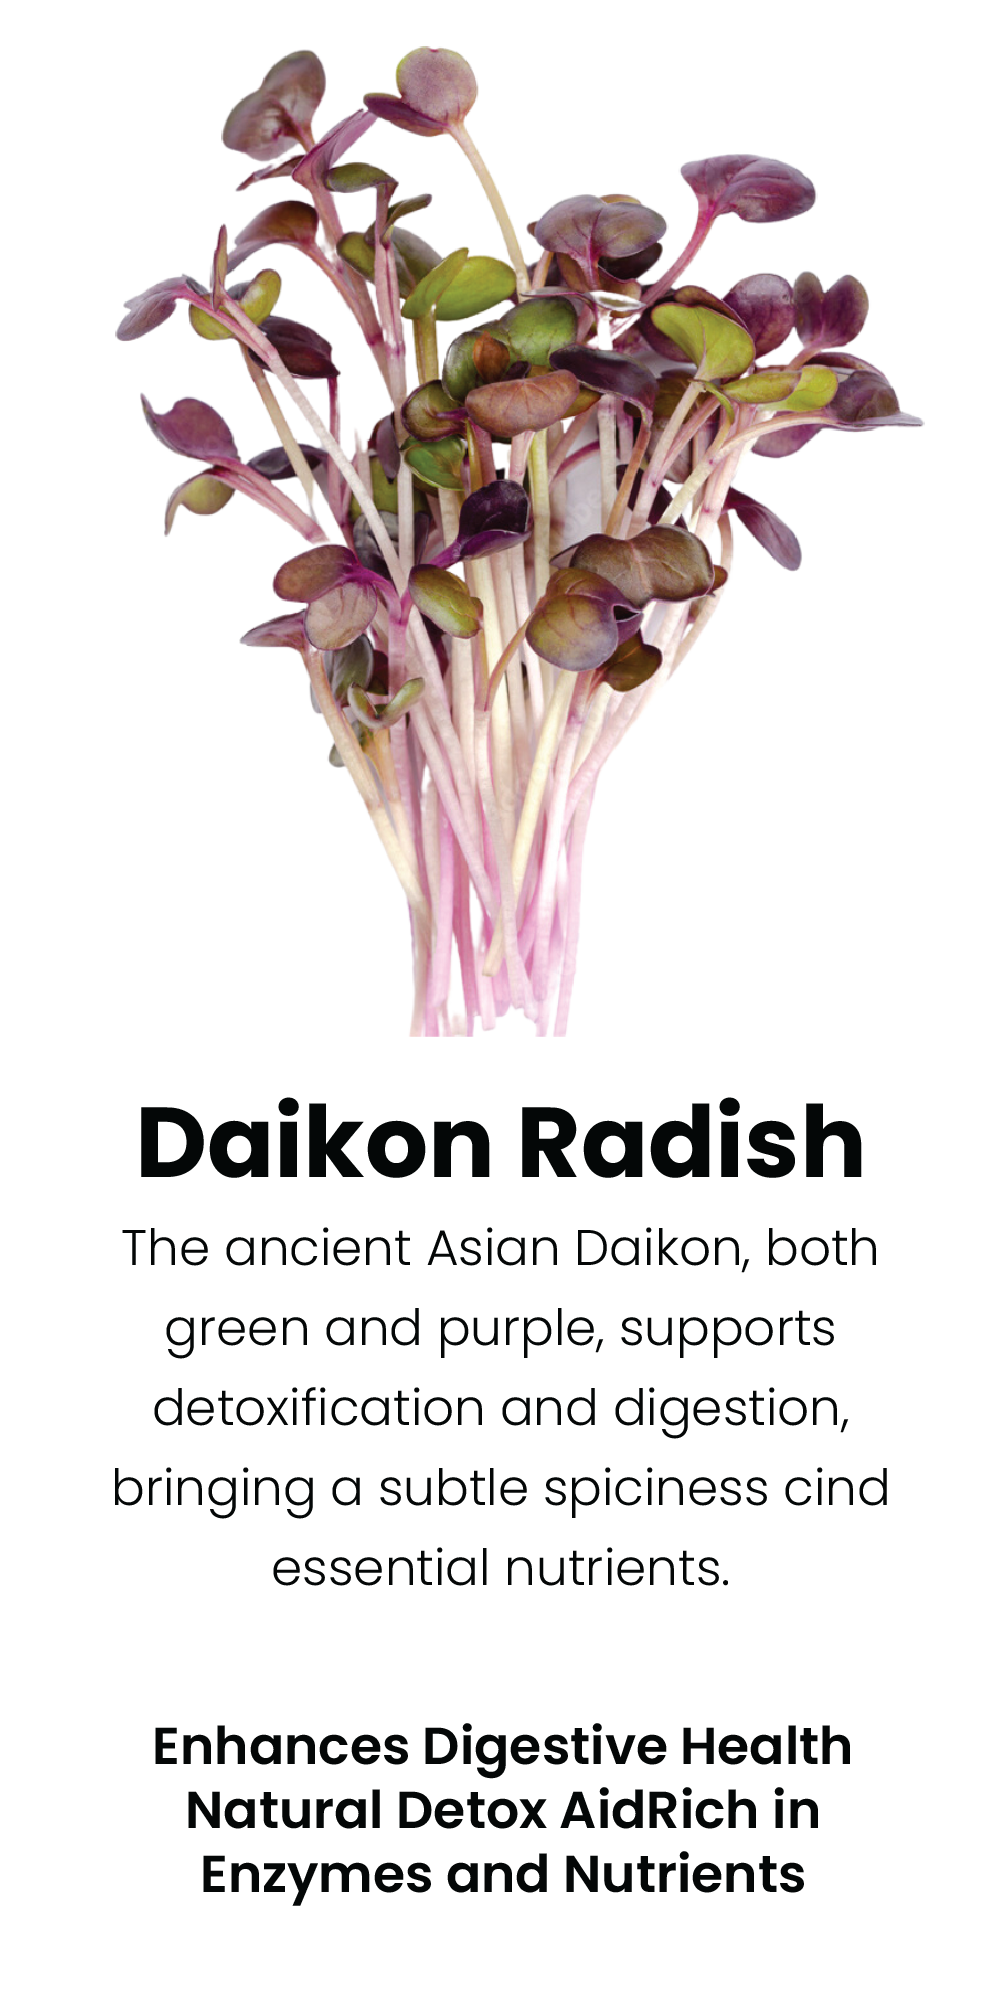 Daikon Radish
The ancient Asian Daikon, both
green and purple, supports
detoxification and digestion,
bringing a subtle spiciness cind
essential nutrients.
Enhances Digestive Health
Natural Detox AidRich in
Enzymes and Nutrients